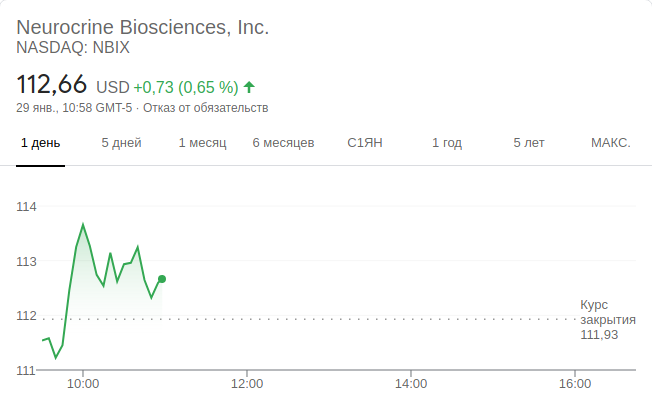 Neurocrine Biosciences, Inc.
NASDAQ: NBIX
112,66 USD +0,73 (0,65 %)
29 янв., 10:58 GMT-5 · Отказ от обязательств
1 день 5 дней 1 месяц 6 месяцев С1ЯН 1 год 5 лет МАКС.
114
113
112
111
Курс
закрытия
111,93
10:00 12:00 14:00 16:00